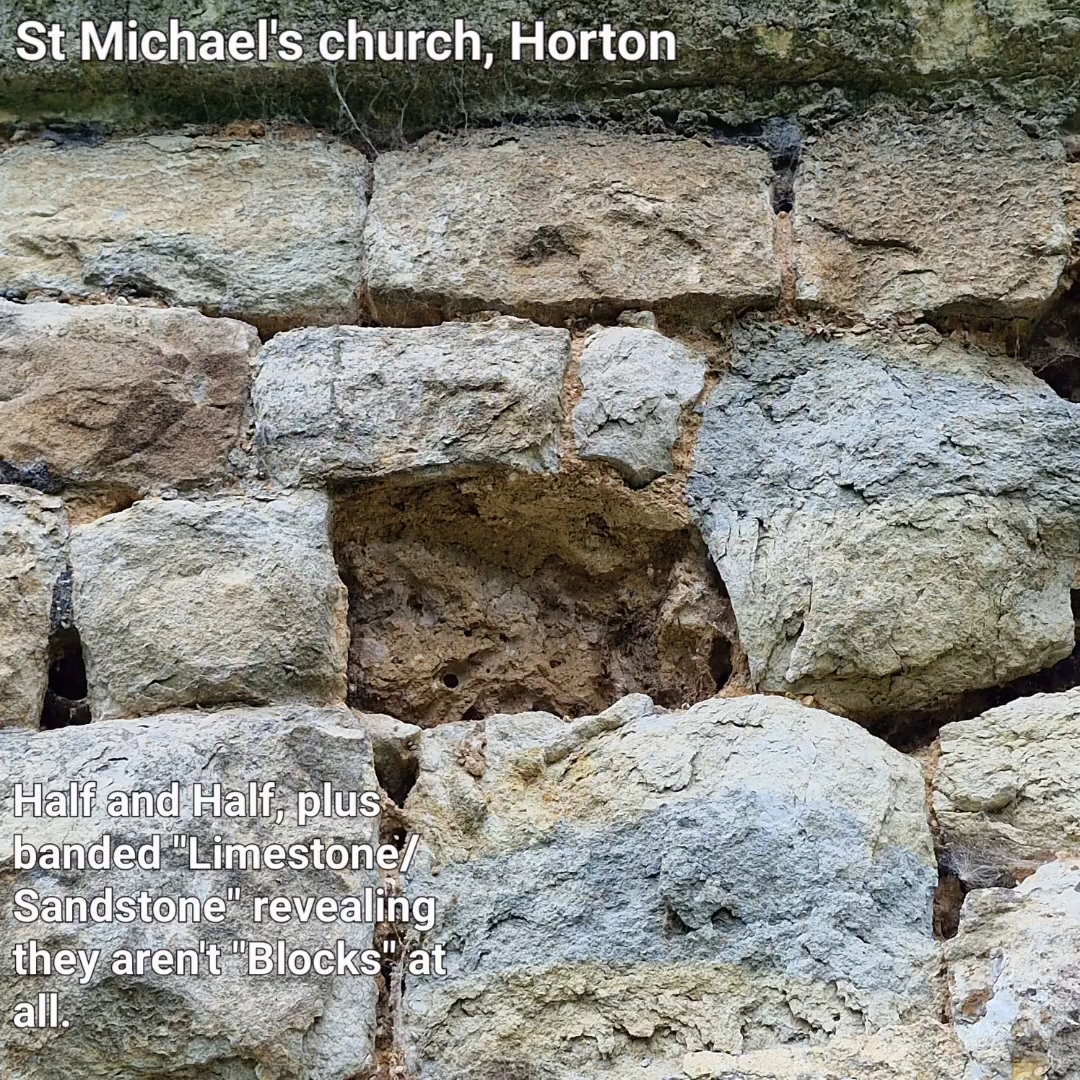 St Michael's church, Horton
Half and Half, plus
banded "Limestone/
Sandstone" revealing
they aren't "Blocks" at
all.